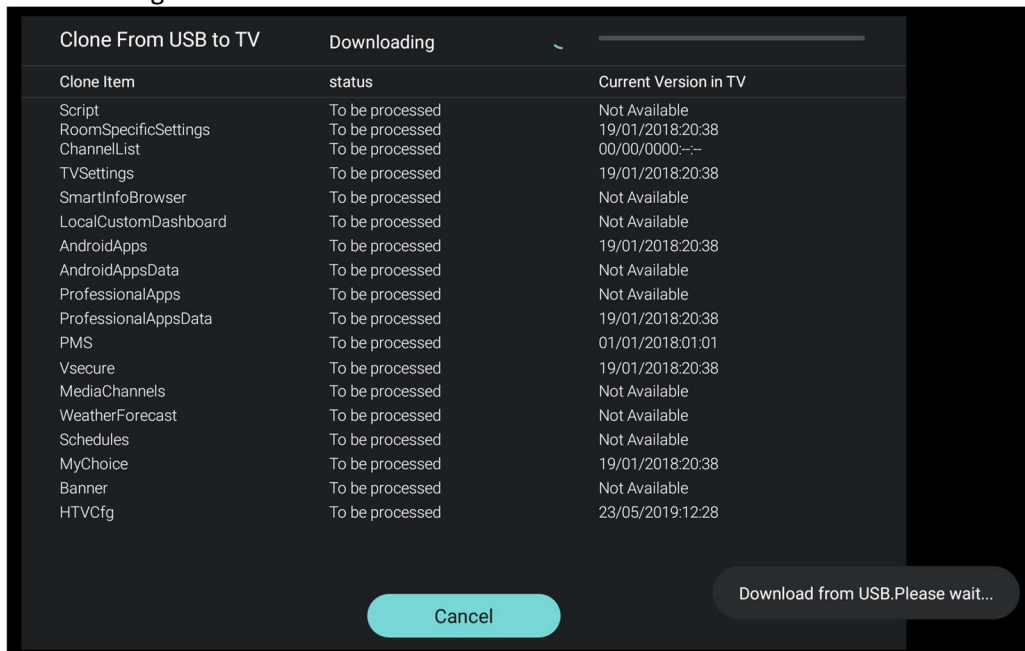 Clone From USB to TV Downloading
Clone Item status Current Version in TV
Script To be processed Not Available
RoomSpecificSettings To be processed 19/01/2018:20:38
ChannelList To be processed 00/00/0000:--:--
TVSettings To be processed 19/01/2018:20:38
SmartInfoBrowser To be processed Not Available
LocalCustomDashboard To be processed Not Available
AndroidApps To be processed 19/01/2018:20:38
AndroidAppsData To be processed Not Available
ProfessionalApps To be processed Not Available
ProfessionalAppsData To be processed 19/01/2018:20:38
PMS To be processed 01/01/2018:01:01
Vsecure To be processed 19/01/2018:20:38
MediaChannels To be processed Not Available
WeatherForecast To be processed Not Available
Schedules To be processed Not Available
MyChoice To be processed 19/01/2018:20:38
Banner To be processed Not Available
HTVCfg To be processed 23/05/2019:12:28
Download from USB.Please wait...
Cancel